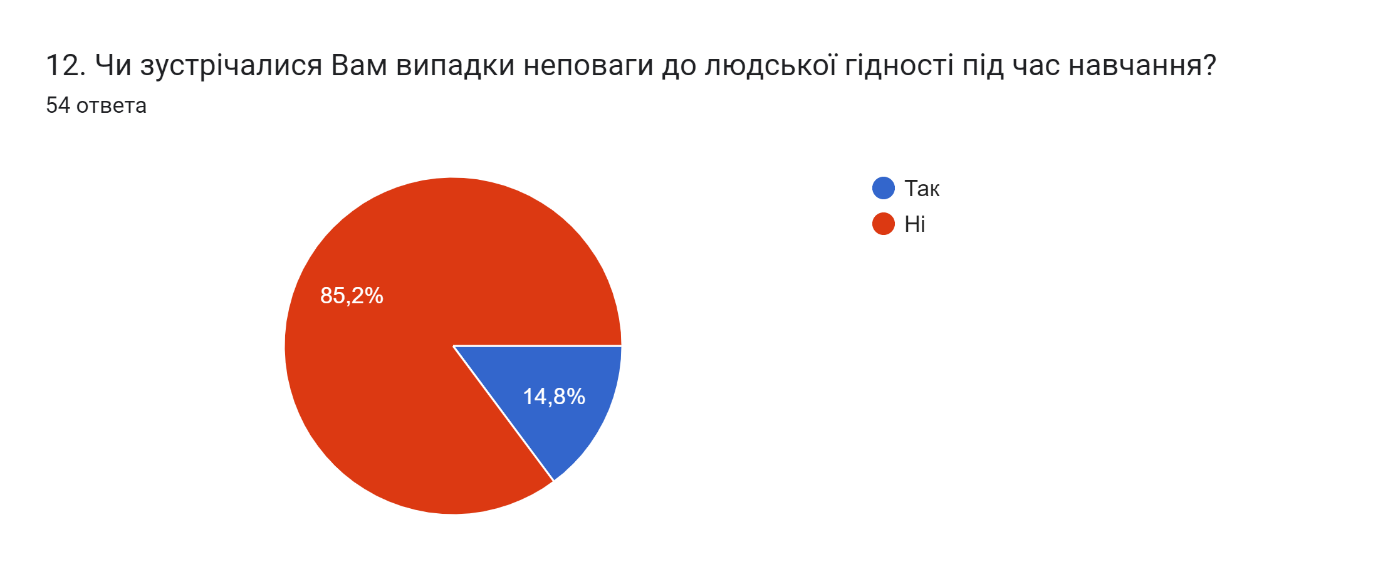 12. Чи зустрічалися Вам випадки неповаги до людської гідності під час навчання?
54 ответа
Так
Ні
85,2%
14,8%